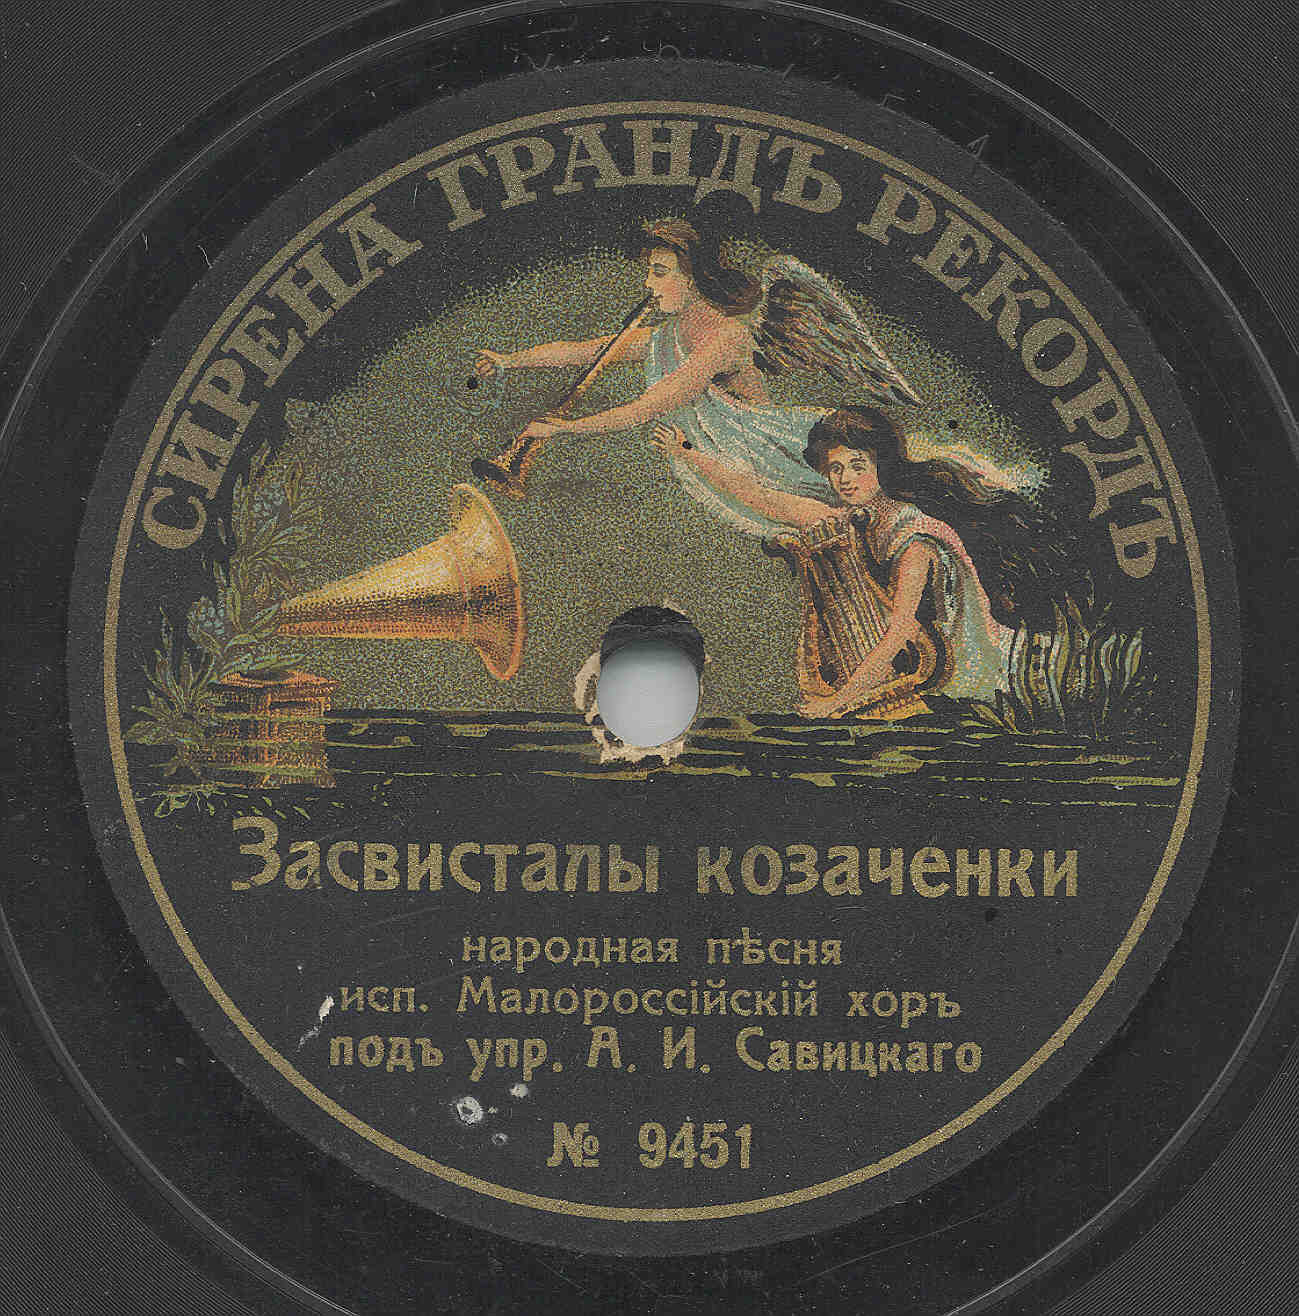 СИРЕНА ГРАНДЪ РЕКОРДЪ
Засвисталы козаченки
народная пѣсня
исп. Малороссійскій хоръ
подъ упр. А. И. Савицкаго
№ 9451